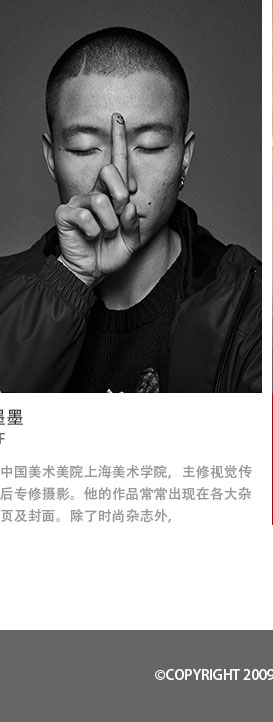 墨墨
F
中国美术美院上海美术学院，主修视觉传
后专修摄影。他的作品常常出现在各大杂
页及封面。除了时尚杂志外,
©COPYRIGHT 2009